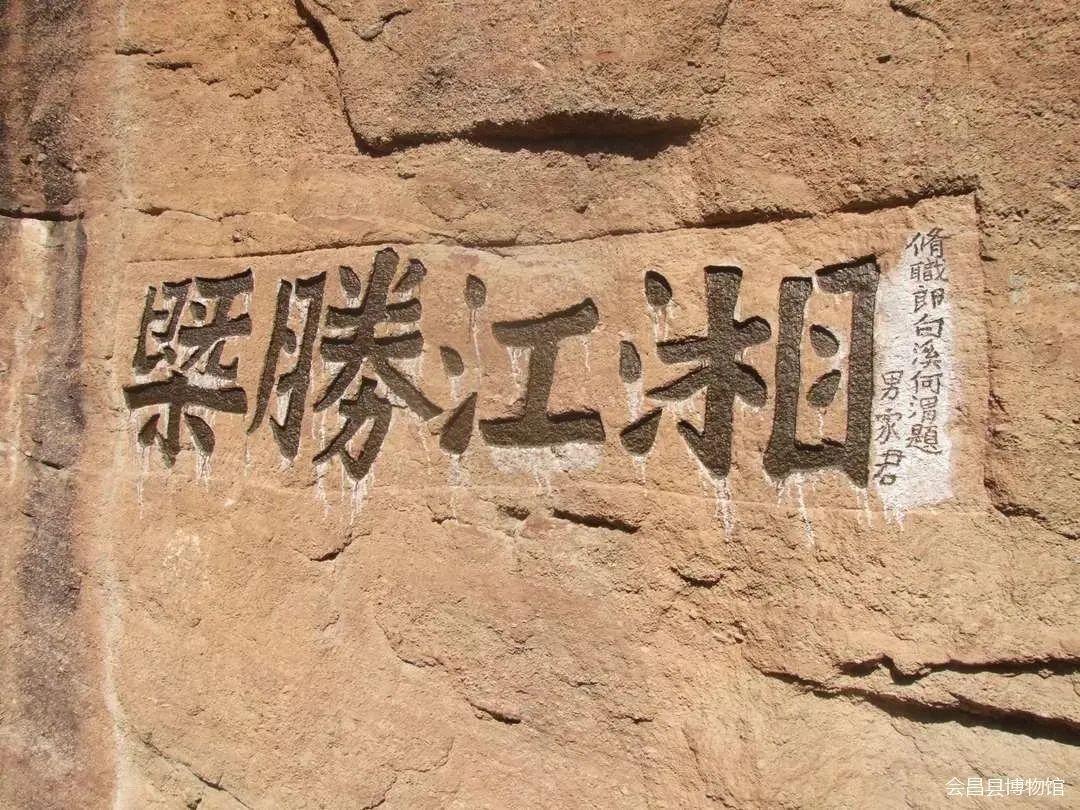 脩職郎白溪何渭題
男 君
湘江勝槩
会昌县博物馆